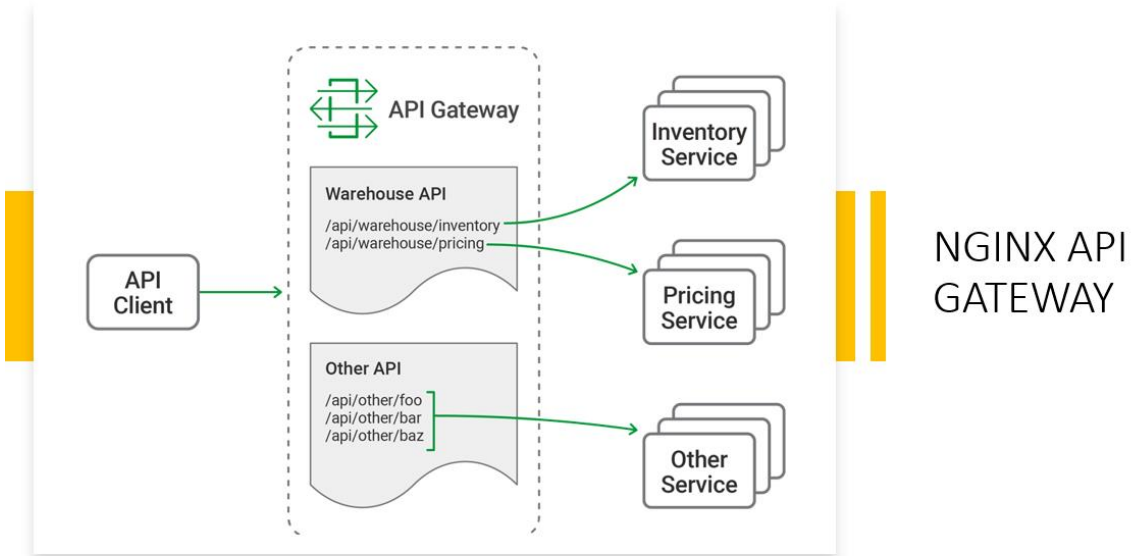 API Gateway
Inventory
Service
Warehouse API
/api/warehouse/inventory
/api/warehouse/pricing
API
Client
Pricing
Service
Other API
/api/other/foo
/api/other/bar
/api/other/baz
Other
Service
NGINX API
GATEWAY